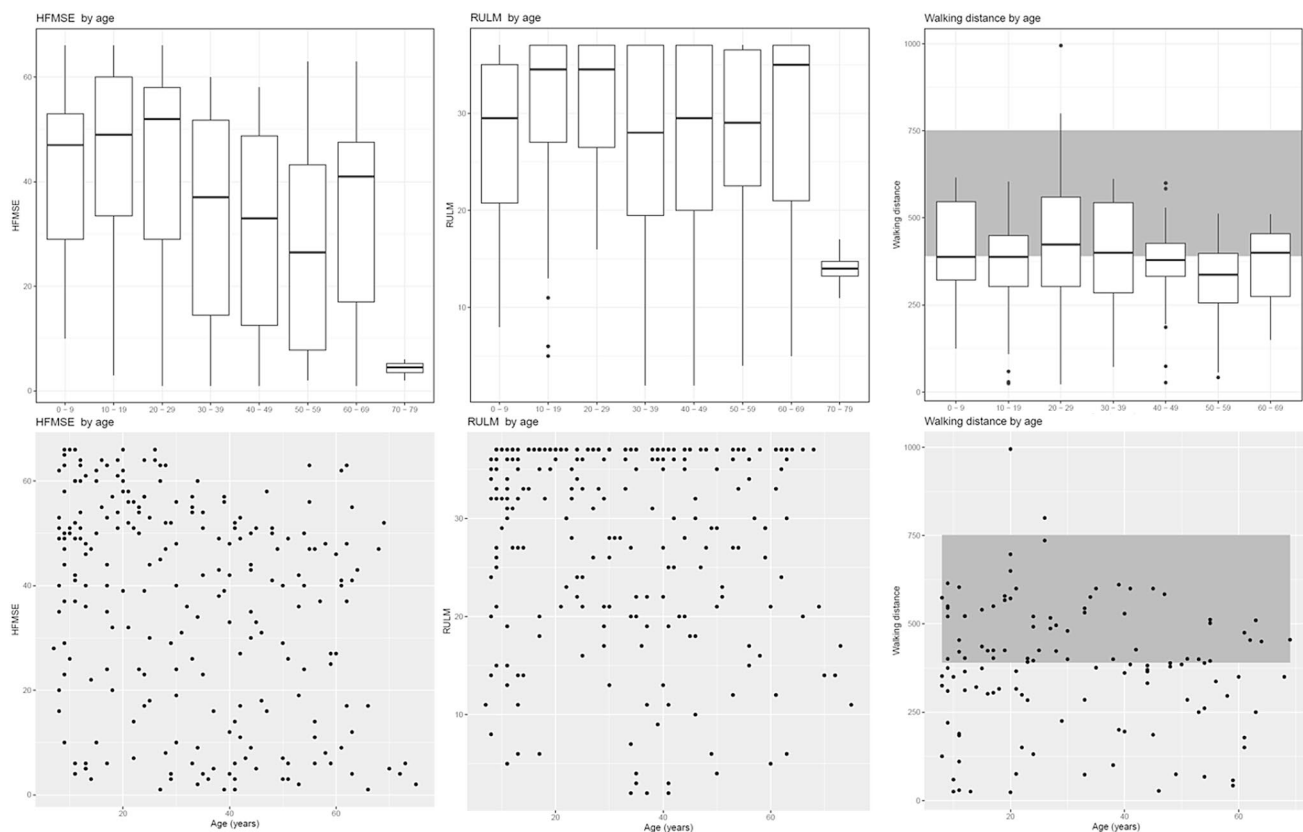 HFMSE by age
HFMSE
60
40
20
0
0 – 9 10 – 19 20 – 29 30 – 39 40 – 49 50 – 59 60 – 69 70 – 79
RULM by age
RULM
30
20
10
0 – 9 10 – 19 20 – 29 30 – 39 40 – 49 50 – 59 60 – 69 70 – 79
Walking distance by age
Walking distance
1000
750
500
250
0
0 – 9 10 – 19 20 – 29 30 – 39 40 – 49 50 – 59 60 – 69
HFMSE by age
HFMSE
60
40
20
0
20 40 60
Age (years)
RULM by age
RULM
30
20
10
20 40 60
Age (years)
Walking distance by age
Walking distance
1000
750
500
250
0
20 40 60
Age (years)